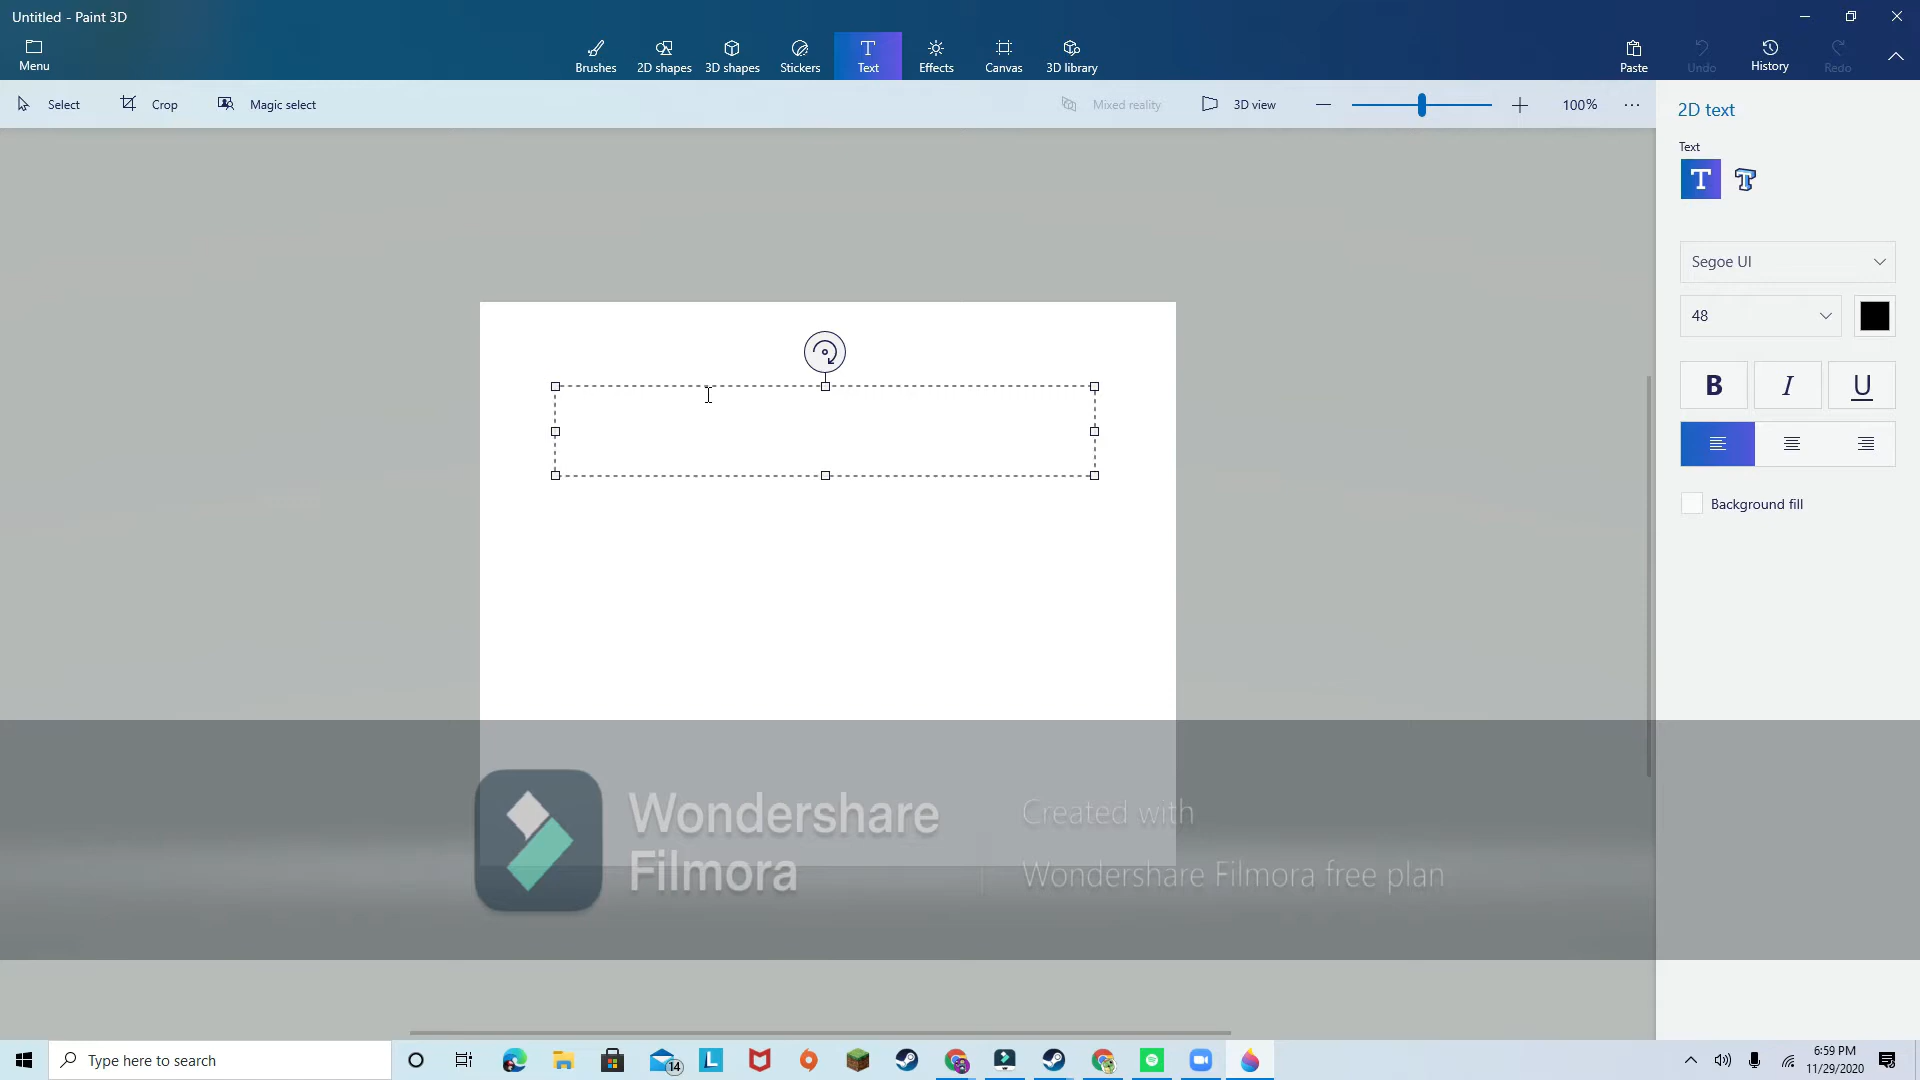 Untitled - Paint 3D
Menu
Brushes
2D shapes
3D shapes
Stickers
Text
Effects
Canvas
3D library
Paste
Undo
History
Redo
Select
Crop
Magic select
Mixed reality
3D view
100%
2D text
Text
Segoe UI
48
B
I
U
Background fill
Wondershare
Filmora
Created with
Wondershare Filmora free plan
Type here to search
14
L
6:59 PM
11/29/2020